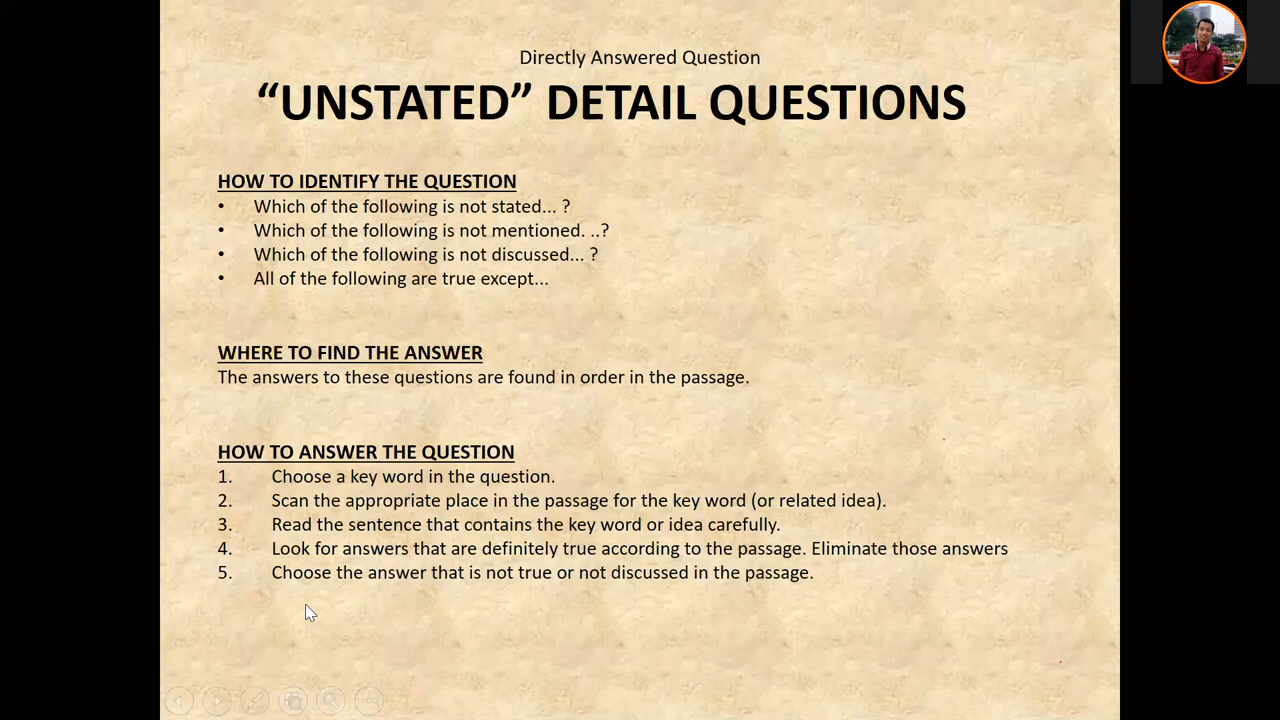 Directly Answered Question
“UNSTATED” DETAIL QUESTIONS
HOW TO IDENTIFY THE QUESTION
• Which of the following is not stated... ?
• Which of the following is not mentioned. ..?
• Which of the following is not discussed... ?
• All of the following are true except...
WHERE TO FIND THE ANSWER
The answers to these questions are found in order in the passage.
HOW TO ANSWER THE QUESTION
1. Choose a key word in the question.
2. Scan the appropriate place in the passage for the key word (or related idea).
3. Read the sentence that contains the key word or idea carefully.
4. Look for answers that are definitely true according to the passage. Eliminate those answers
5. Choose the answer that is not true or not discussed in the passage.